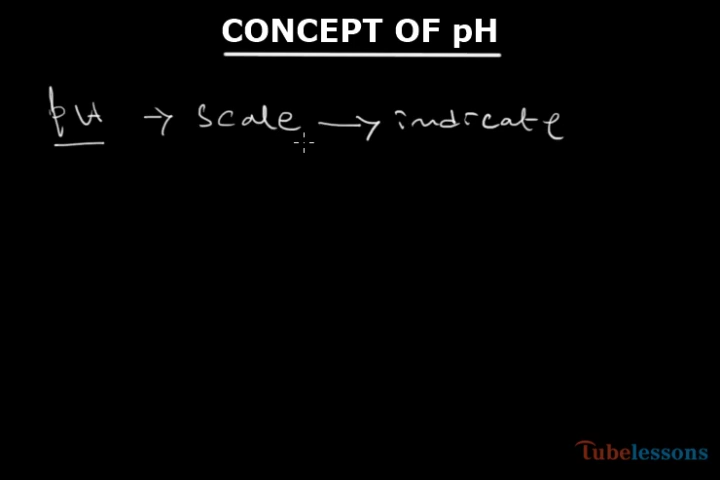 CONCEPT OF pH
pH → scale → indicate
Tubelessons